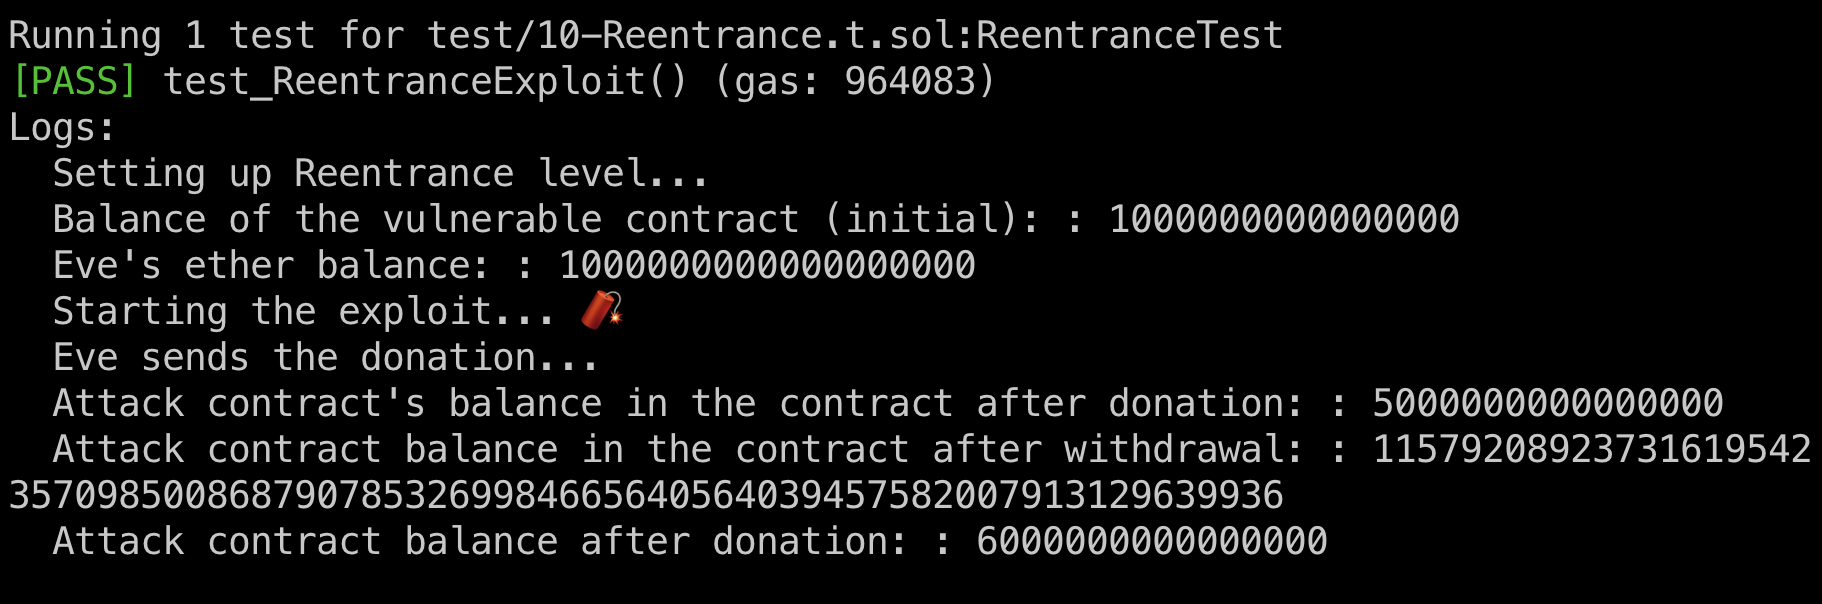 Running 1 test for test/10-Reentrance.t.sol:ReentranceTest
[PASS] test_ReentranceExploit() (gas: 964083)
Logs:
Setting up Reentrance level...
Balance of the vulnerable contract (initial): : 1000000000000000
Eve's ether balance: : 1000000000000000000
Starting the exploit... 🧨
Eve sends the donation...
Attack contract's balance in the contract after donation: : 5000000000000000
Attack contract balance in the contract after withdrawal: : 11579208923731619542
3570985008687907853269984665640564039457582007913129639936
Attack contract balance after donation: : 6000000000000000